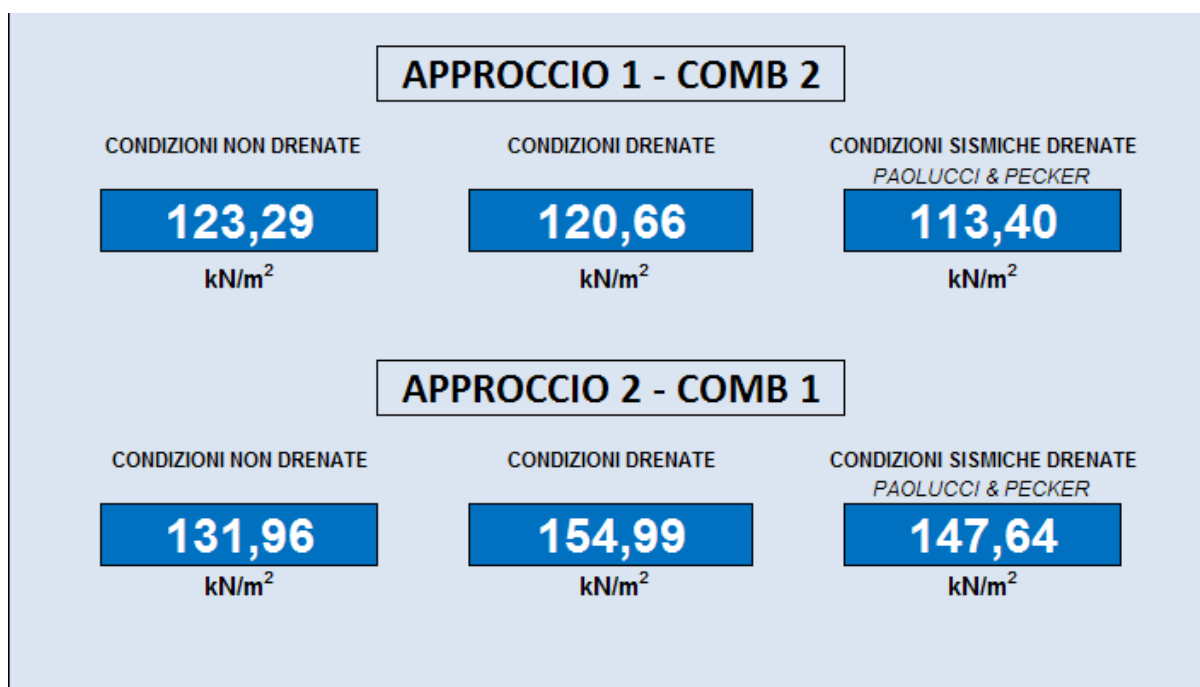 APPROCCIO 1 - COMB 2
CONDIZIONI NON DRENATE
CONDIZIONI DRENATE
CONDIZIONI SISMICHE DRENATE
PAOLUCCI & PECKER
123,29
120,66
113,40
kN/m²
kN/m²
kN/m²
APPROCCIO 2 - COMB 1
CONDIZIONI NON DRENATE
CONDIZIONI DRENATE
CONDIZIONI SISMICHE DRENATE
PAOLUCCI & PECKER
131,96
154,99
147,64
kN/m²
kN/m²
kN/m²